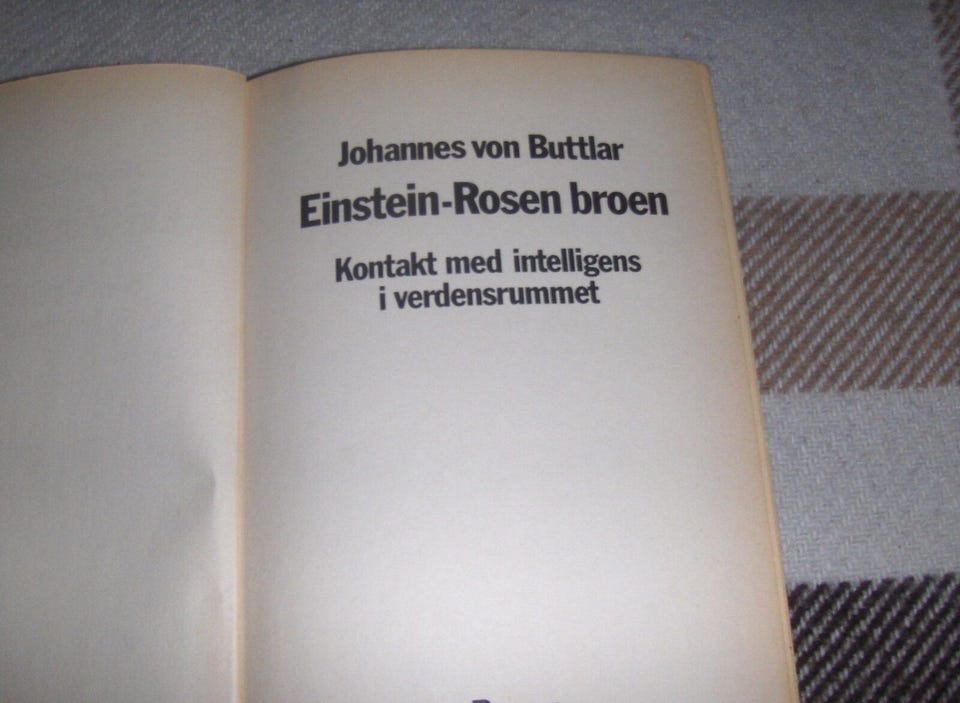 Johannes von Buttlar
Einstein-Rosen broen
Kontakt med intelligens
i verdensrummet